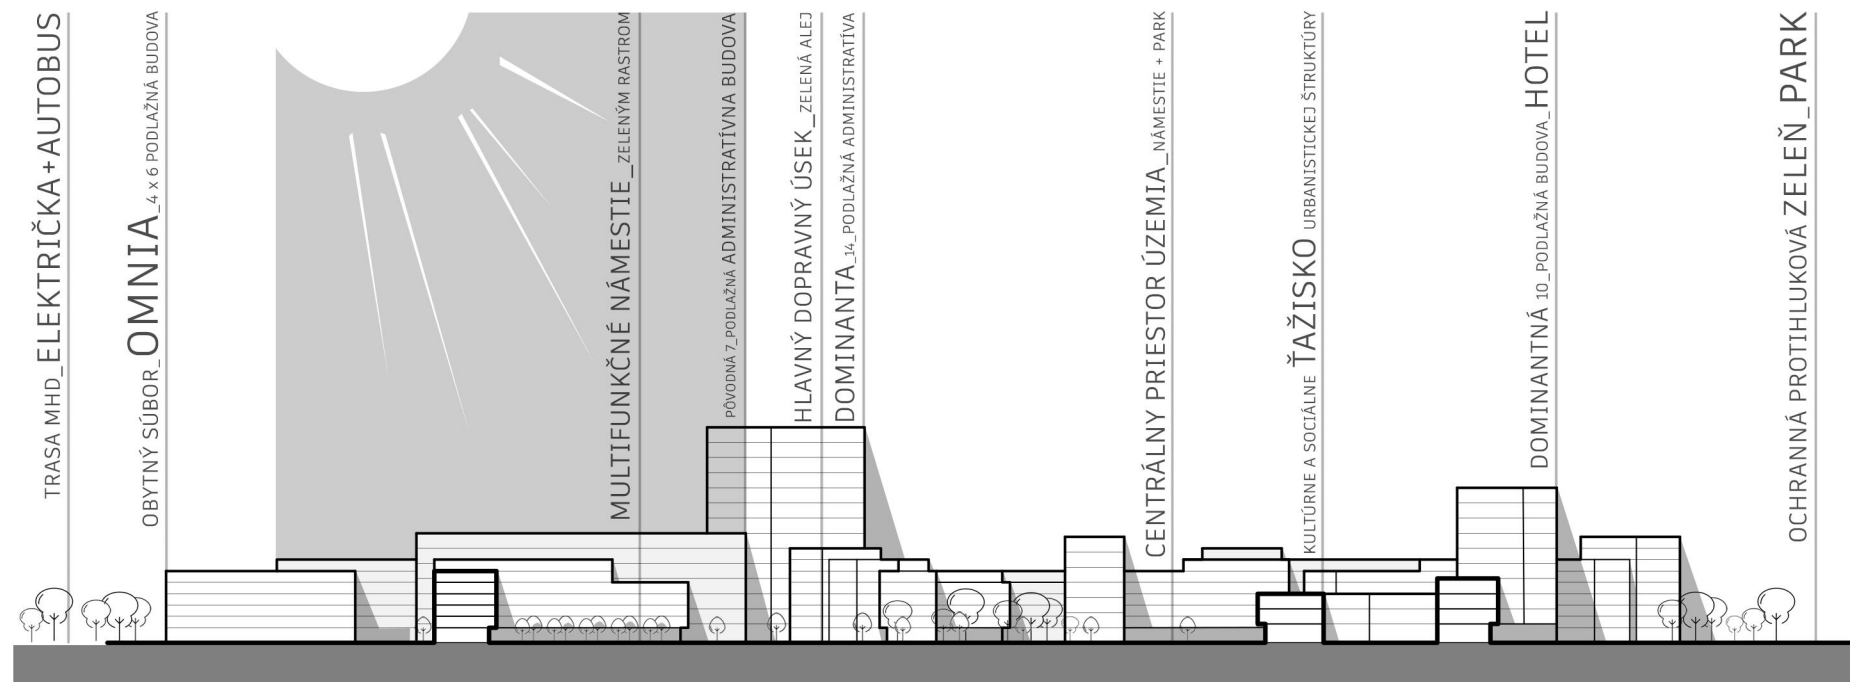 TRASA MHD_ELEKTRIČKA+AUTOBUS
OBYTNÝ SÚBOR_OMNIA_4 x 6 PODLAŽNÁ BUDOVA
MULTIFUNKČNÉ NÁMESTIE_ZELENÝM RASTROM
PÔVODNÁ 7_PODLAŽNÁ ADMINISTRATÍVNA BUDOVA
HLAVNÝ DOPRAVNÝ ÚSEK_ZELENÁ ALEJ
DOMINANTA_14_PODLAŽNÁ ADMINISTRATÍVA
CENTRÁLNY PRIESTOR ÚZEMIA_NÁMESTIE + PARK
KULTÚRNE A SOCIÁLNE ŤAŽISKO URBANISTICKEJ ŠTRUKTÚRY
DOMINANTNÁ 10_PODLAŽNÁ BUDOVA_HOTEL
OCHRANNÁ PROTIHLUKOVÁ ZELEŇ_PARK